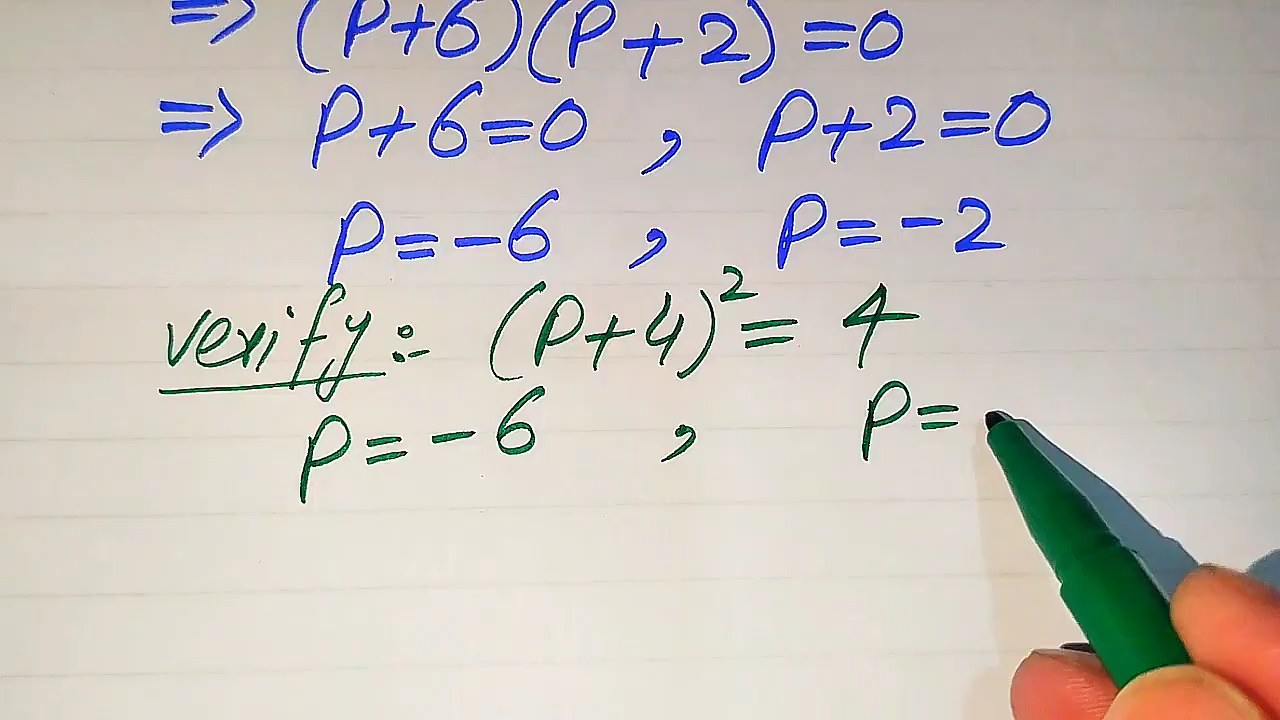 => (P+6)(P+2)=0
=> P+6=0 , P+2=0
P=-6 , P=-2
verify:- (P+4)²= 4
P=-6 , P=